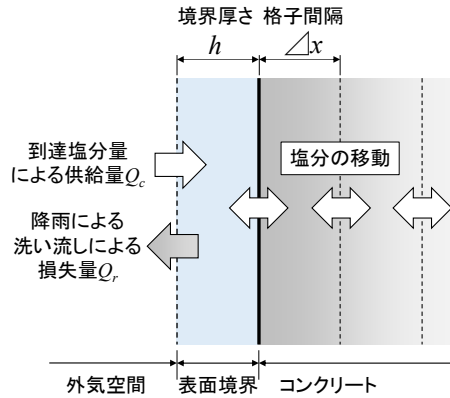 境界厚さ 格子間隔
h ⊿x
到達塩分量
による供給量Qc
塩分の移動
降雨による
洗い流しによる
損失量Qr
外気空間 表面境界 コンクリート